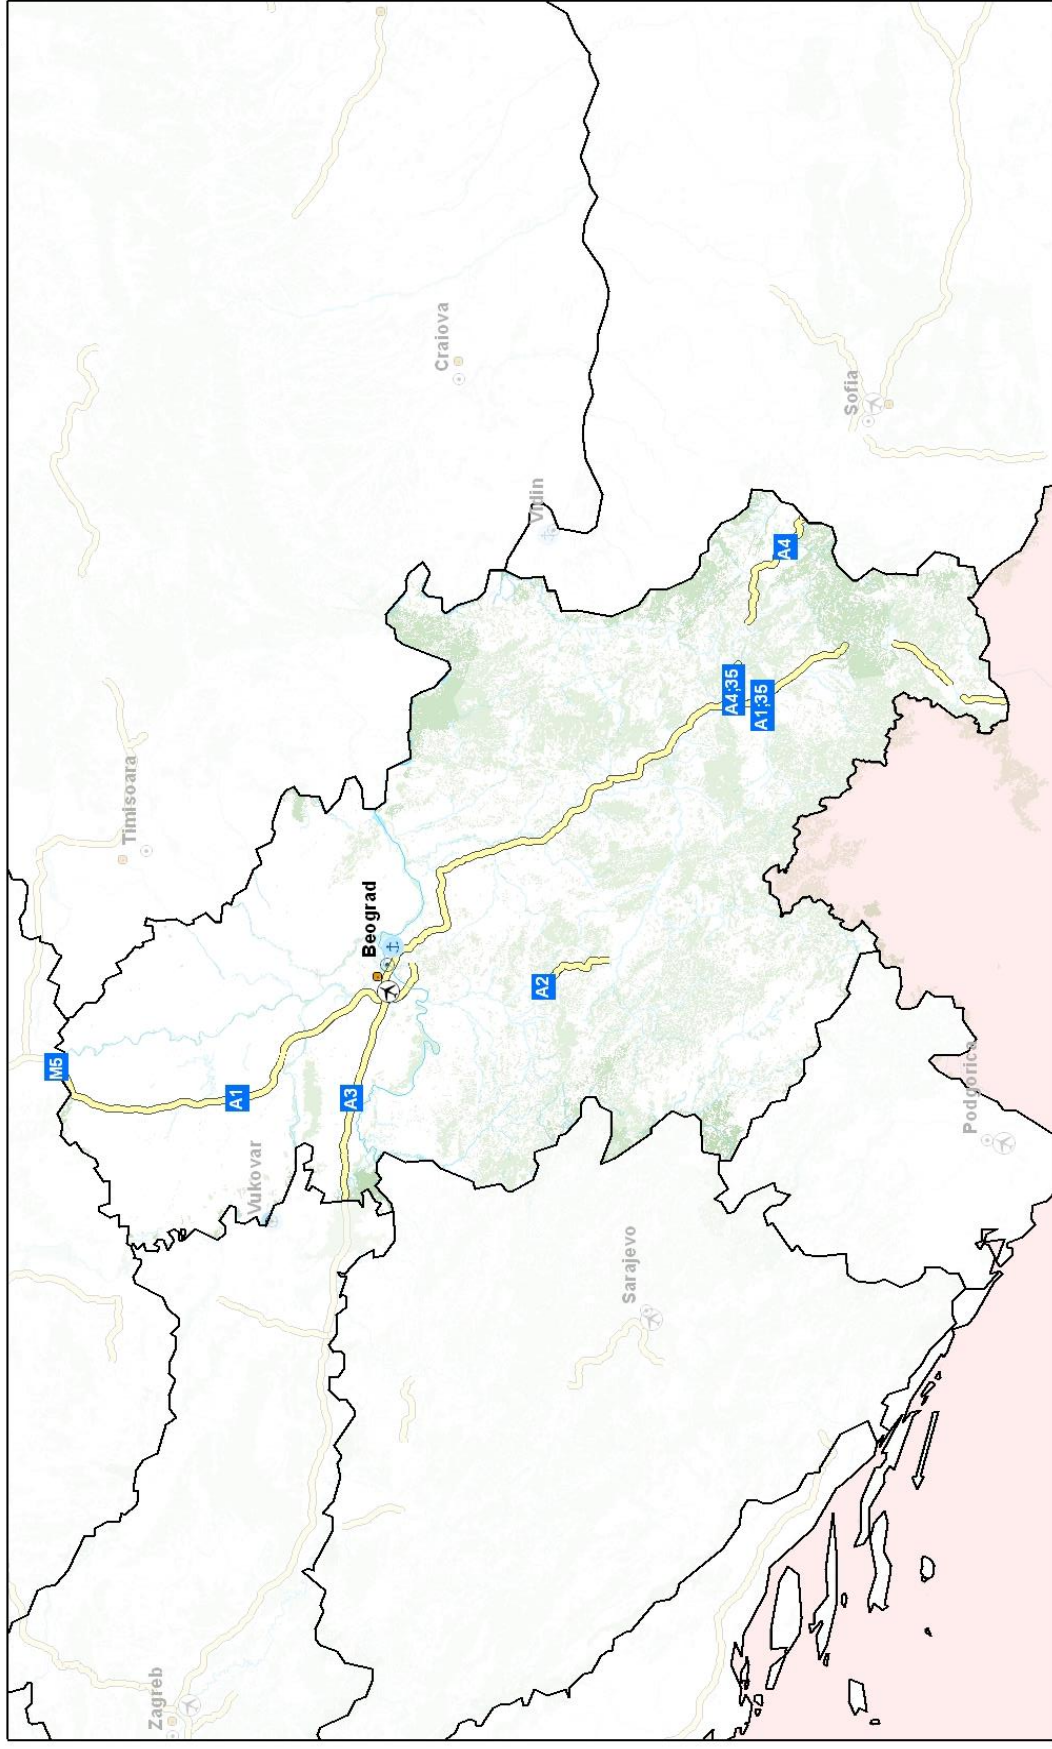 M5
Timisoara
Zagreb
A1
Vukovar
A3
Beograd
Craiova
Vidin
A2
Sarajevo
A4;35
A1;35
A4
Sofia
Podgorica